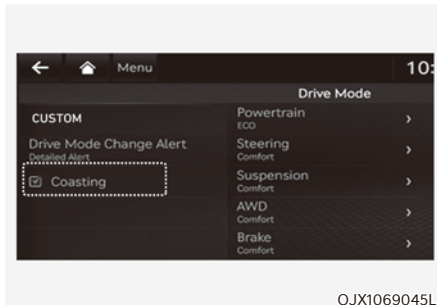 Menu
10:
Drive Mode
CUSTOM
Drive Mode Change Alert
Detailed Alert
Coasting
Powertrain
ECO
Steering
Comfort
Suspension
Comfort
AWD
Comfort
Brake
Comfort
OJX1069045L